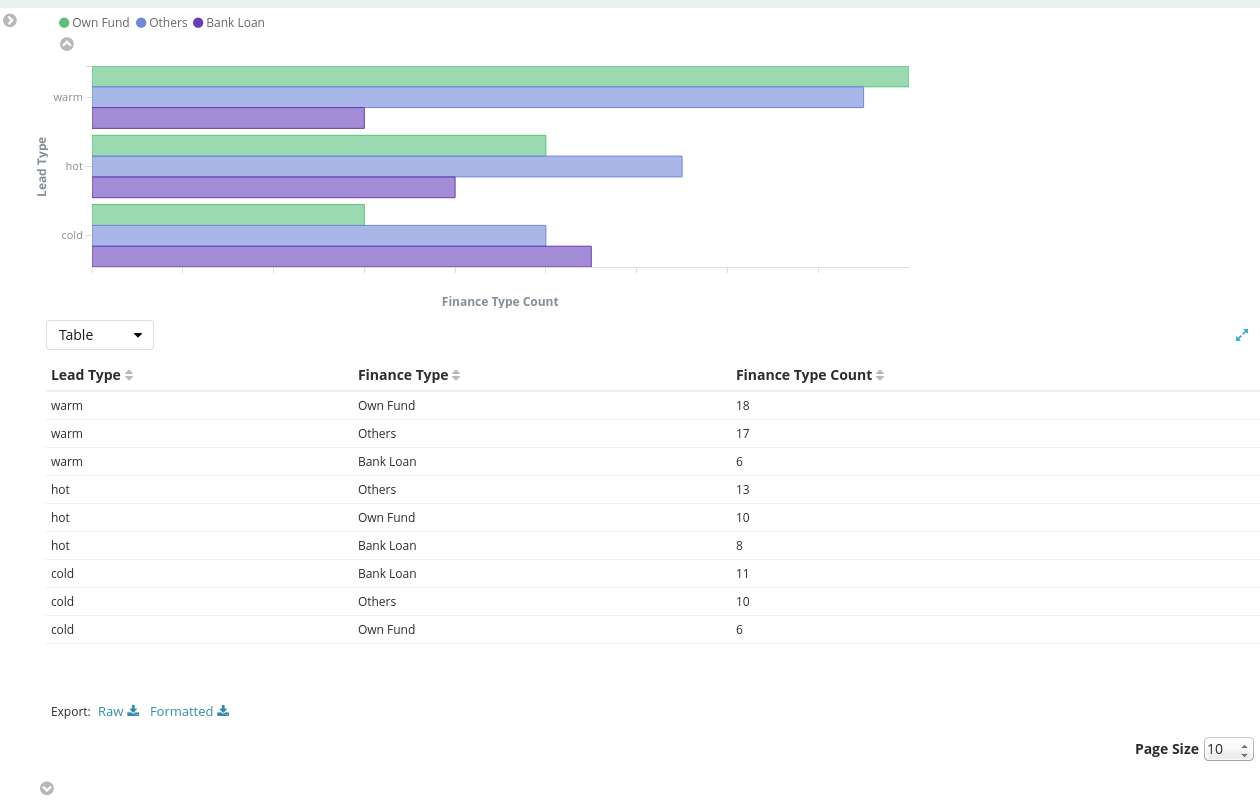 Own Fund Others Bank Loan
warm
hot
cold
Lead Type
Finance Type Count
Table
Lead Type Finance Type Finance Type Count
warm Own Fund 18
warm Others 17
warm Bank Loan 6
hot Others 13
hot Own Fund 10
hot Bank Loan 8
cold Bank Loan 11
cold Others 10
cold Own Fund 6
Export: Raw Formatted
Page Size 10